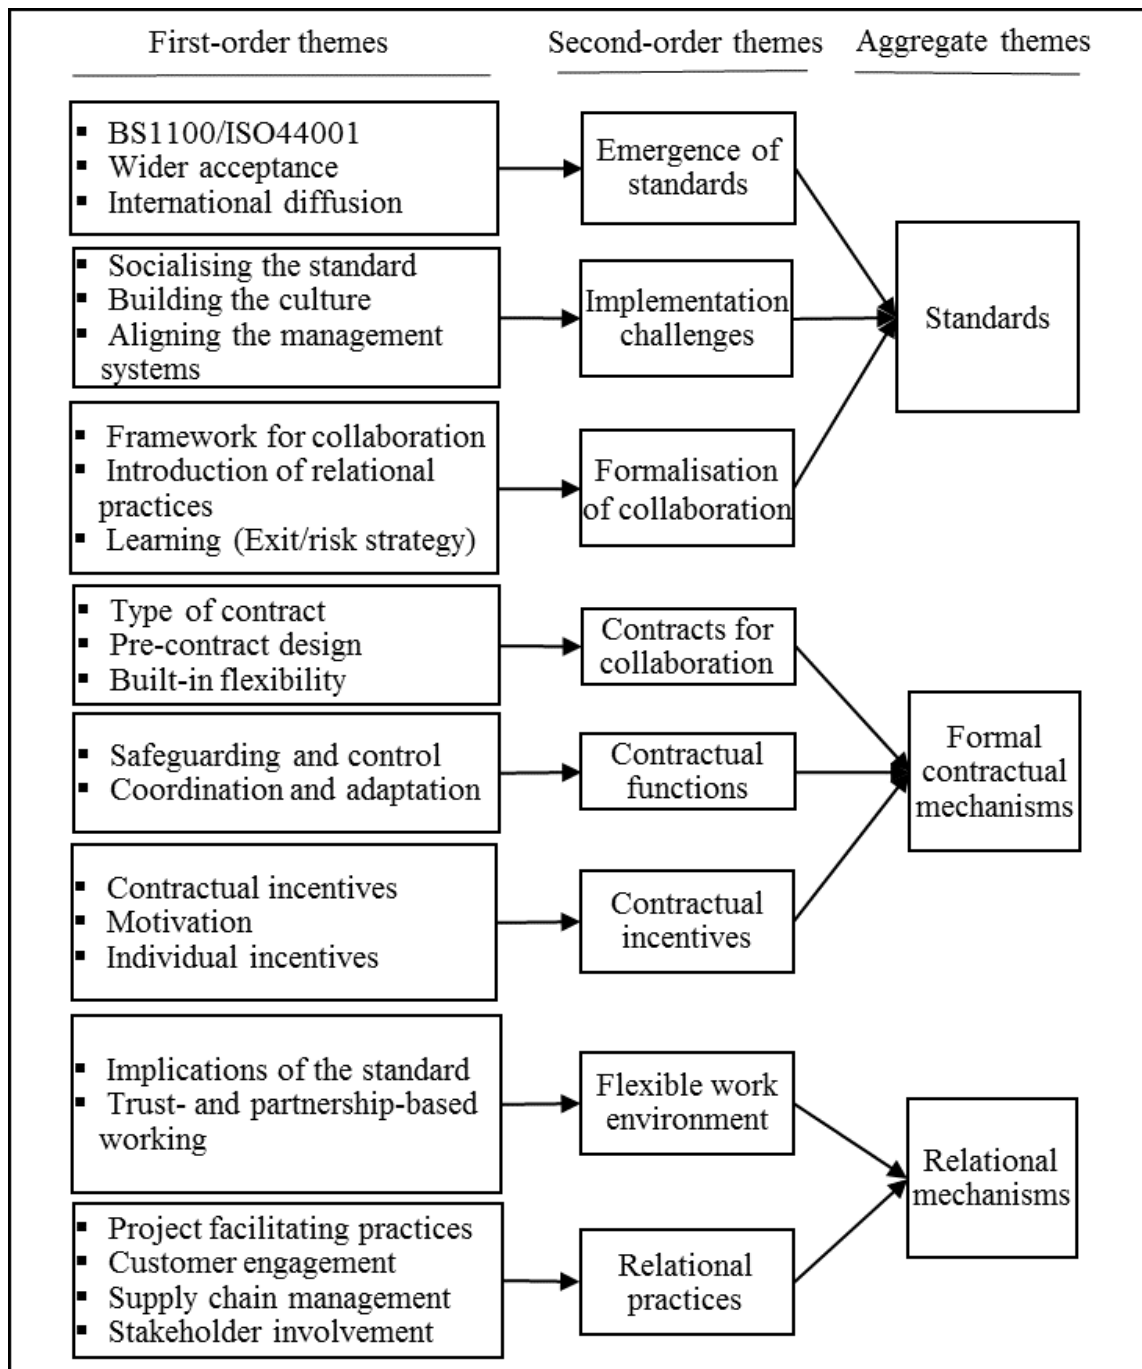 First-order themes
Second-order themes
Aggregate themes
▪ BS1100/ISO44001
▪ Wider acceptance
▪ International diffusion
Emergence of
standards
▪ Socialising the standard
▪ Building the culture
▪ Aligning the management
systems
Implementation
challenges
▪ Framework for collaboration
▪ Introduction of relational
practices
▪ Learning (Exit/risk strategy)
Formalisation
of collaboration
Standards
▪ Type of contract
▪ Pre-contract design
▪ Built-in flexibility
Contracts for
collaboration
▪ Safeguarding and control
▪ Coordination and adaptation
Contractual
functions
▪ Contractual incentives
▪ Motivation
▪ Individual incentives
Contractual
incentives
Formal
contractual
mechanisms
▪ Implications of the standard
▪ Trust- and partnership-based
working
Flexible work
environment
▪ Project facilitating practices
▪ Customer engagement
▪ Supply chain management
▪ Stakeholder involvement
Relational
practices
Relational
mechanisms